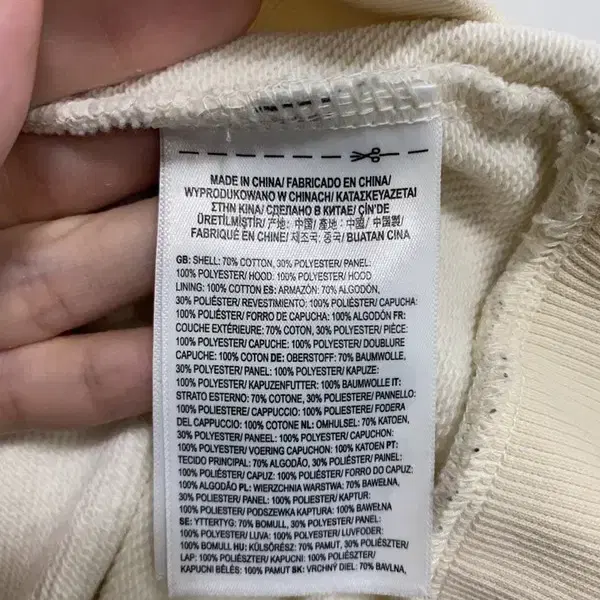 MADE IN CHINA/ FABRICADO EN CHINA/
WYPRODUKOWANO W CHINACH/ ΚΑΤΑΣΚΕΥΑΖΕΤΑΙ
ΣΤΗΝ ΚΙΝΑ/ СДЕЛАНО В КИТАЕ/ ÇİN'DE
ÜRETİLMİŞTİR/ 产地: 中国/ 產地: 中國/ 中国製/
FABRIQUÉ EN CHINE/ 제조국: 중국/ BUATAN CINA
GB: SHELL: 70% COTTON, 30% POLYESTER/ PANEL:
100% POLYESTER/ HOOD: 100% POLYESTER/ HOOD
LINING: 100% COTTON ES: ARMAZÓN: 70% ALGODÓN,
30% POLIÉSTER/ REVESTIMIENTO: 100% POLIÉSTER/ CAPUCHA:
100% POLIÉSTER/ FORRO DE CAPUCHA: 100% ALGODÓN FR:
COUCHE EXTÉRIEURE: 70% COTON, 30% POLYESTER/ PIÈCE:
100% POLYESTER/ CAPUCHE: 100% POLYESTER/ DOUBLURE
CAPUCHE: 100% COTON DE: OBERSTOFF: 70% BAUMWOLLE,
30% POLYESTER/ PANEL: 100% POLYESTER/ KAPUZE:
100% POLYESTER/ KAPUZENFUTTER: 100% BAUMWOLLE IT:
STRATO ESTERNO: 70% COTONE, 30% POLIESTERE/ PANNELLO:
100% POLIESTERE/ CAPPUCCIO: 100% POLIESTERE/ FODERA
DEL CAPPUCCIO: 100% COTONE NL: OMHULSEL: 70% KATOEN,
30% POLYESTER/ PANEEL: 100% POLYESTER/ CAPUCHON:
100% POLYESTER/ VOERING CAPUCHON: 100% KATOEN PT:
TECIDO PRINCIPAL: 70% ALGODÃO, 30% POLIÉSTER/ PAINEL:
100% POLIÉSTER/ CAPUZ: 100% POLIÉSTER/ FORRO DO CAPUZ:
100% ALGODÃO PL: WIERZCHNIA WARSTWA: 70% BAWEŁNA,
30% POLIESTER/ PANEL: 100% POLIESTER/ KAPTUR:
100% POLIESTER/ PODSZEWKA KAPTURA: 100% BAWEŁNA
SE: YTTERTYG: 70% BOMULL, 30% POLYESTER/ PANEL:
100% POLYESTER/ LUVA: 100% POLYESTER/ LUVFODER:
100% BOMULL HU: KÜLSŐRÉSZ: 70% PAMUT, 30% POLIÉSZTER/
LAP: 100% POLIÉSZTER/ KAPUCNI: 100% POLIÉSZTER/
KAPUCNI BÉLÉS: 100% PAMUT SK: VRCHNÝ DIEL: 70% BAVLNA,